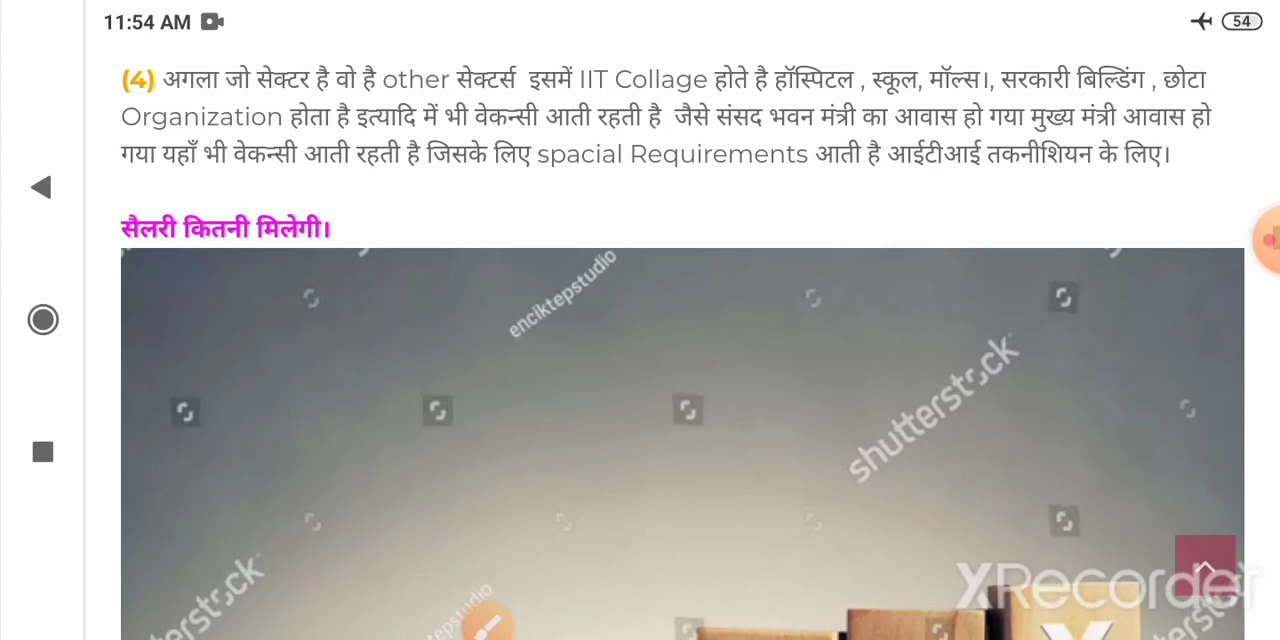 11:54 AM
54
(4) अगला जो सेक्टर है वो है other सेक्टर्स इसमें IIT Collage होते है हॉस्पिटल , स्कूल, मॉल्स।, सरकारी बिल्डिंग , छोटा
Organization होता है इत्यादि में भी वेकन्सी आती रहती है जैसे संसद भवन मंत्री का आवास हो गया मुख्य मंत्री आवास हो
गया यहाँ भी वेकन्सी आती रहती है जिसके लिए spacial Requirements आती है आईटीआई तकनीशियन के लिए।
सैलरी कितनी मिलेगी।
enciktepstudio
shutterstock
XRecorder